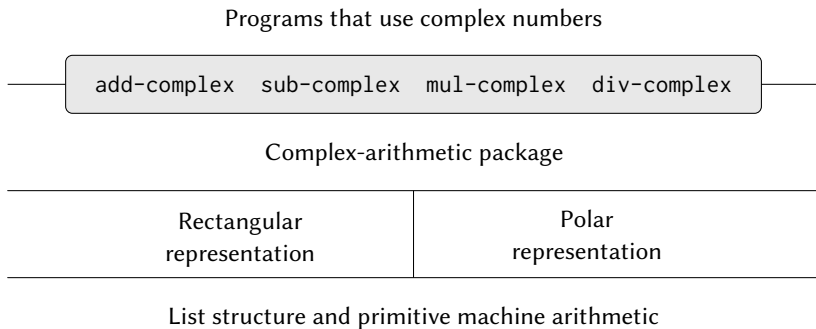 Programs that use complex numbers
add-complex sub-complex mul-complex div-complex
Complex-arithmetic package
Rectangular
representation
Polar
representation
List structure and primitive machine arithmetic